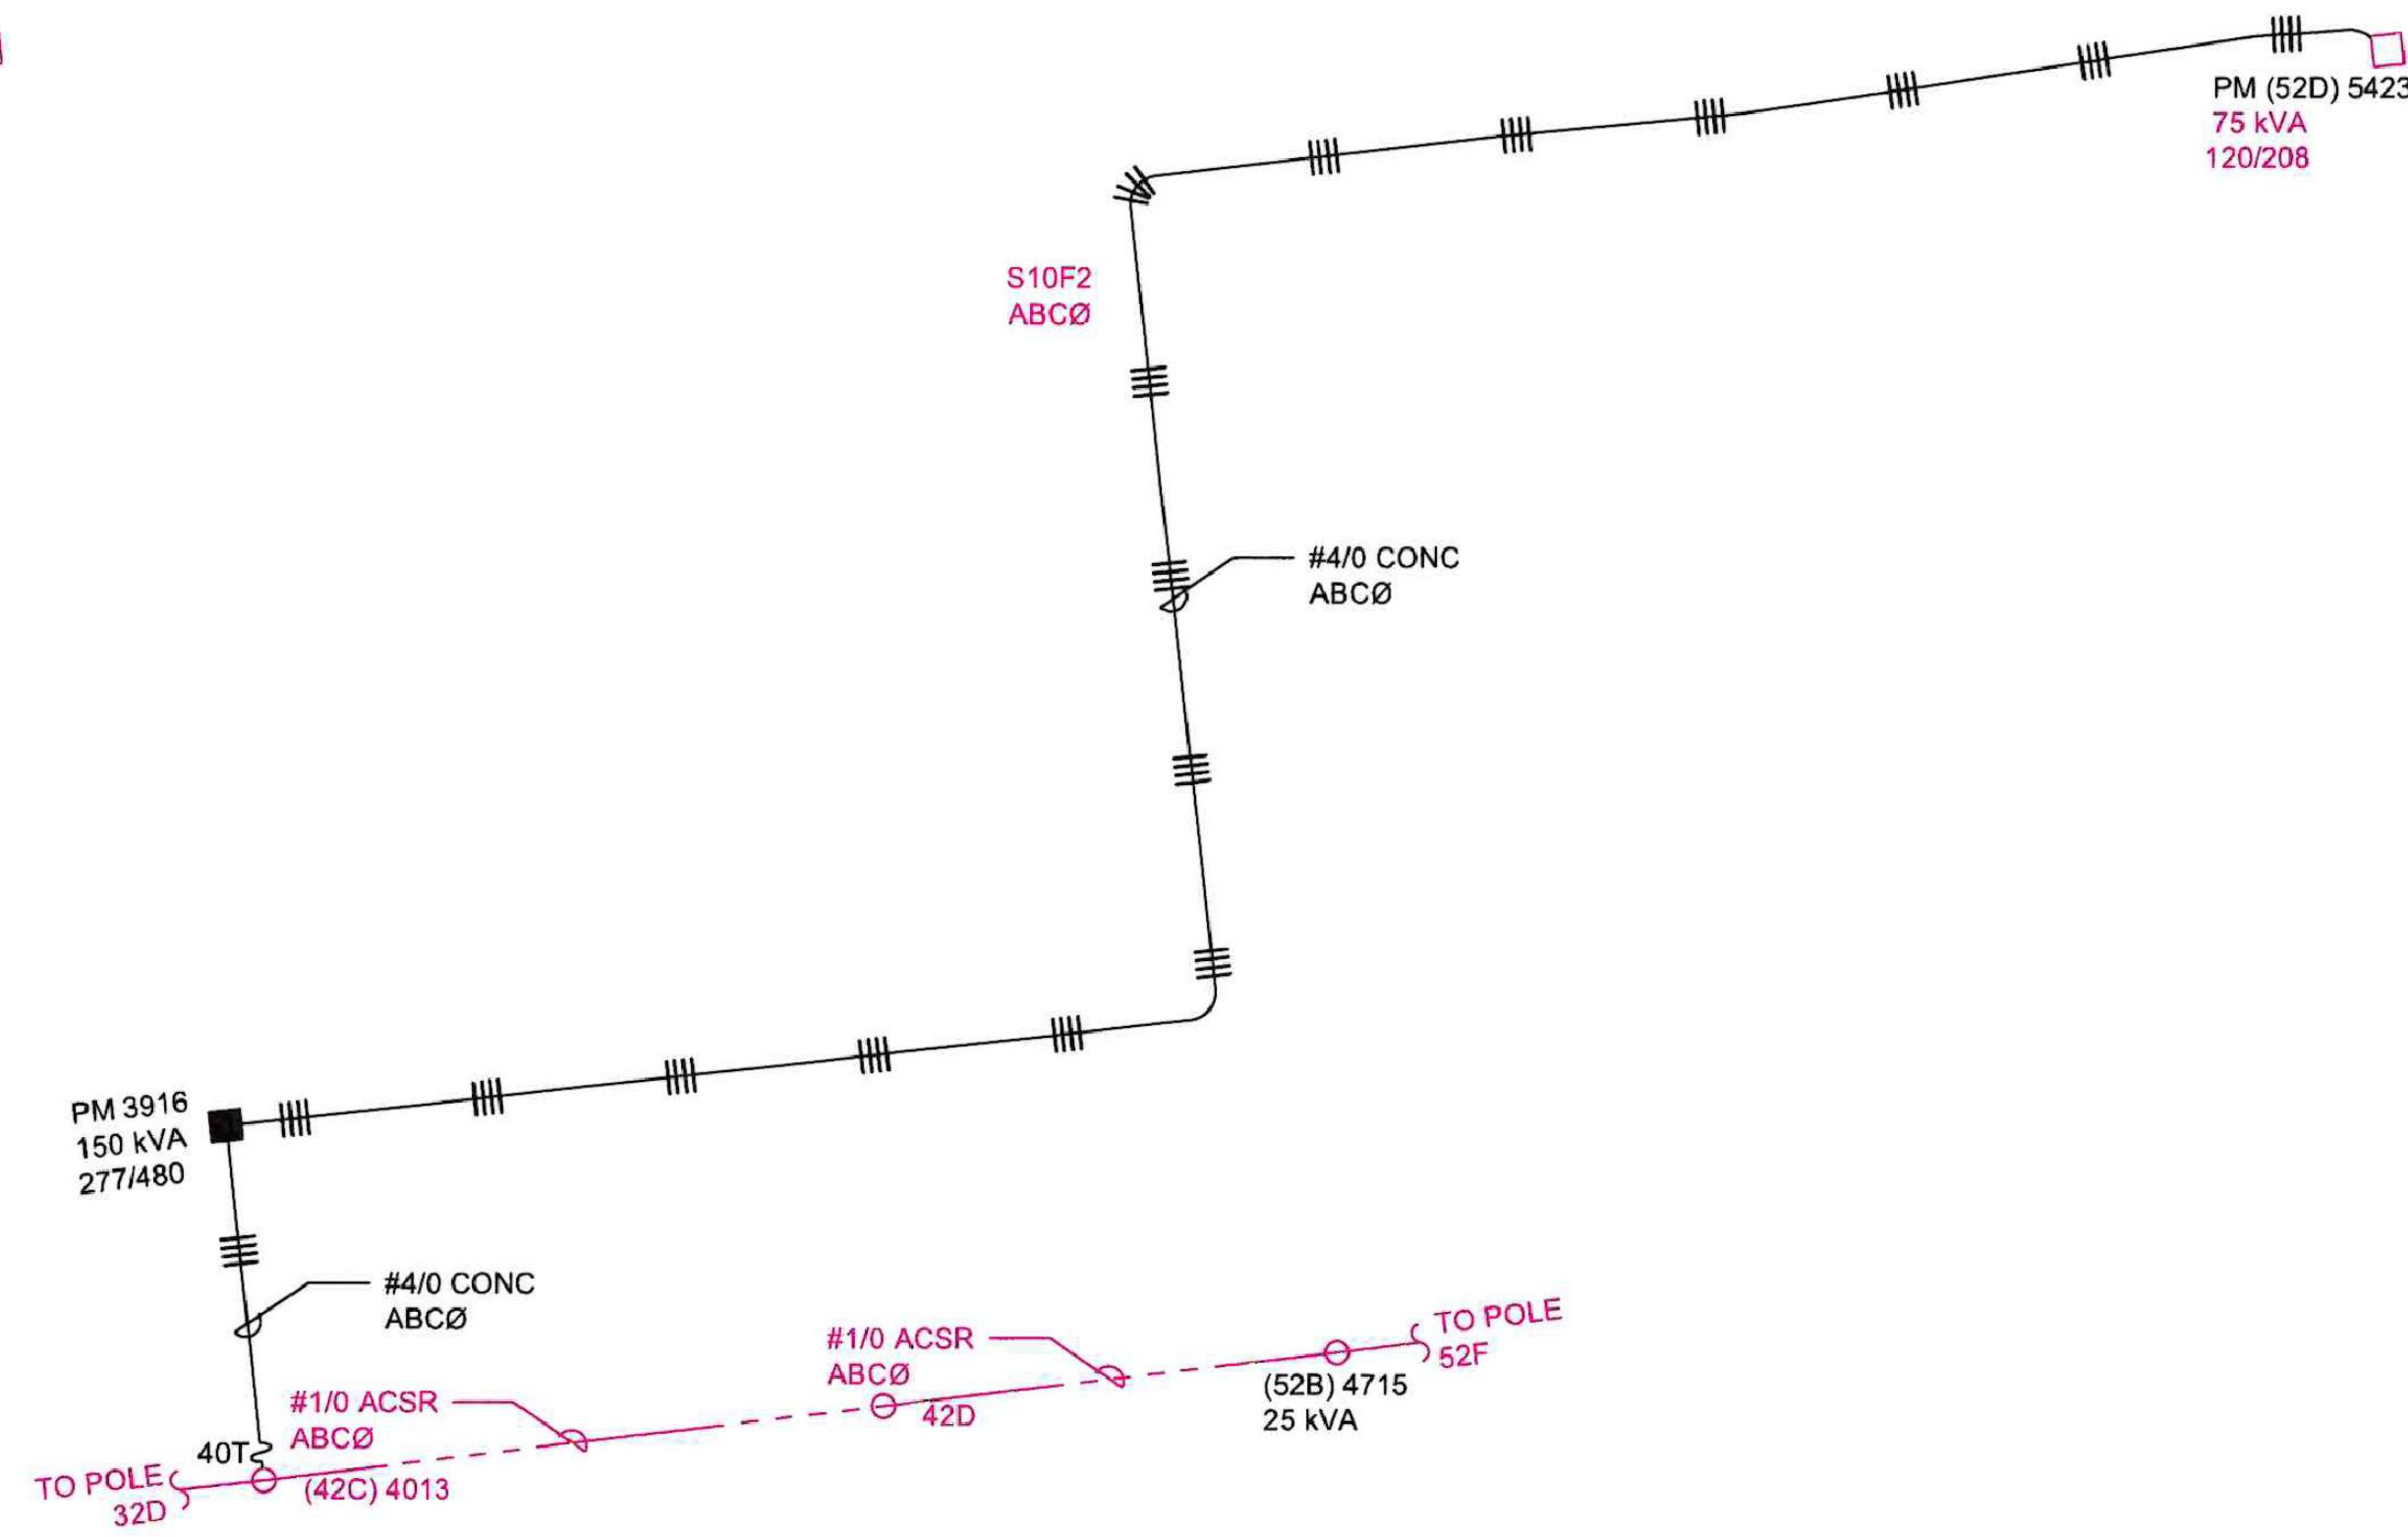 PM (52D) 5423
75 kVA
120/208
S10F2
ABCØ
#4/0 CONC
ABCØ
PM 3916
150 kVA
277/480
#4/0 CONC
ABCØ
#1/0 ACSR
ABCØ
TO POLE
52F
(52B) 4715
25 kVA
42D
#1/0 ACSR
ABCØ
40T
(42C) 4013
TO POLE
32D